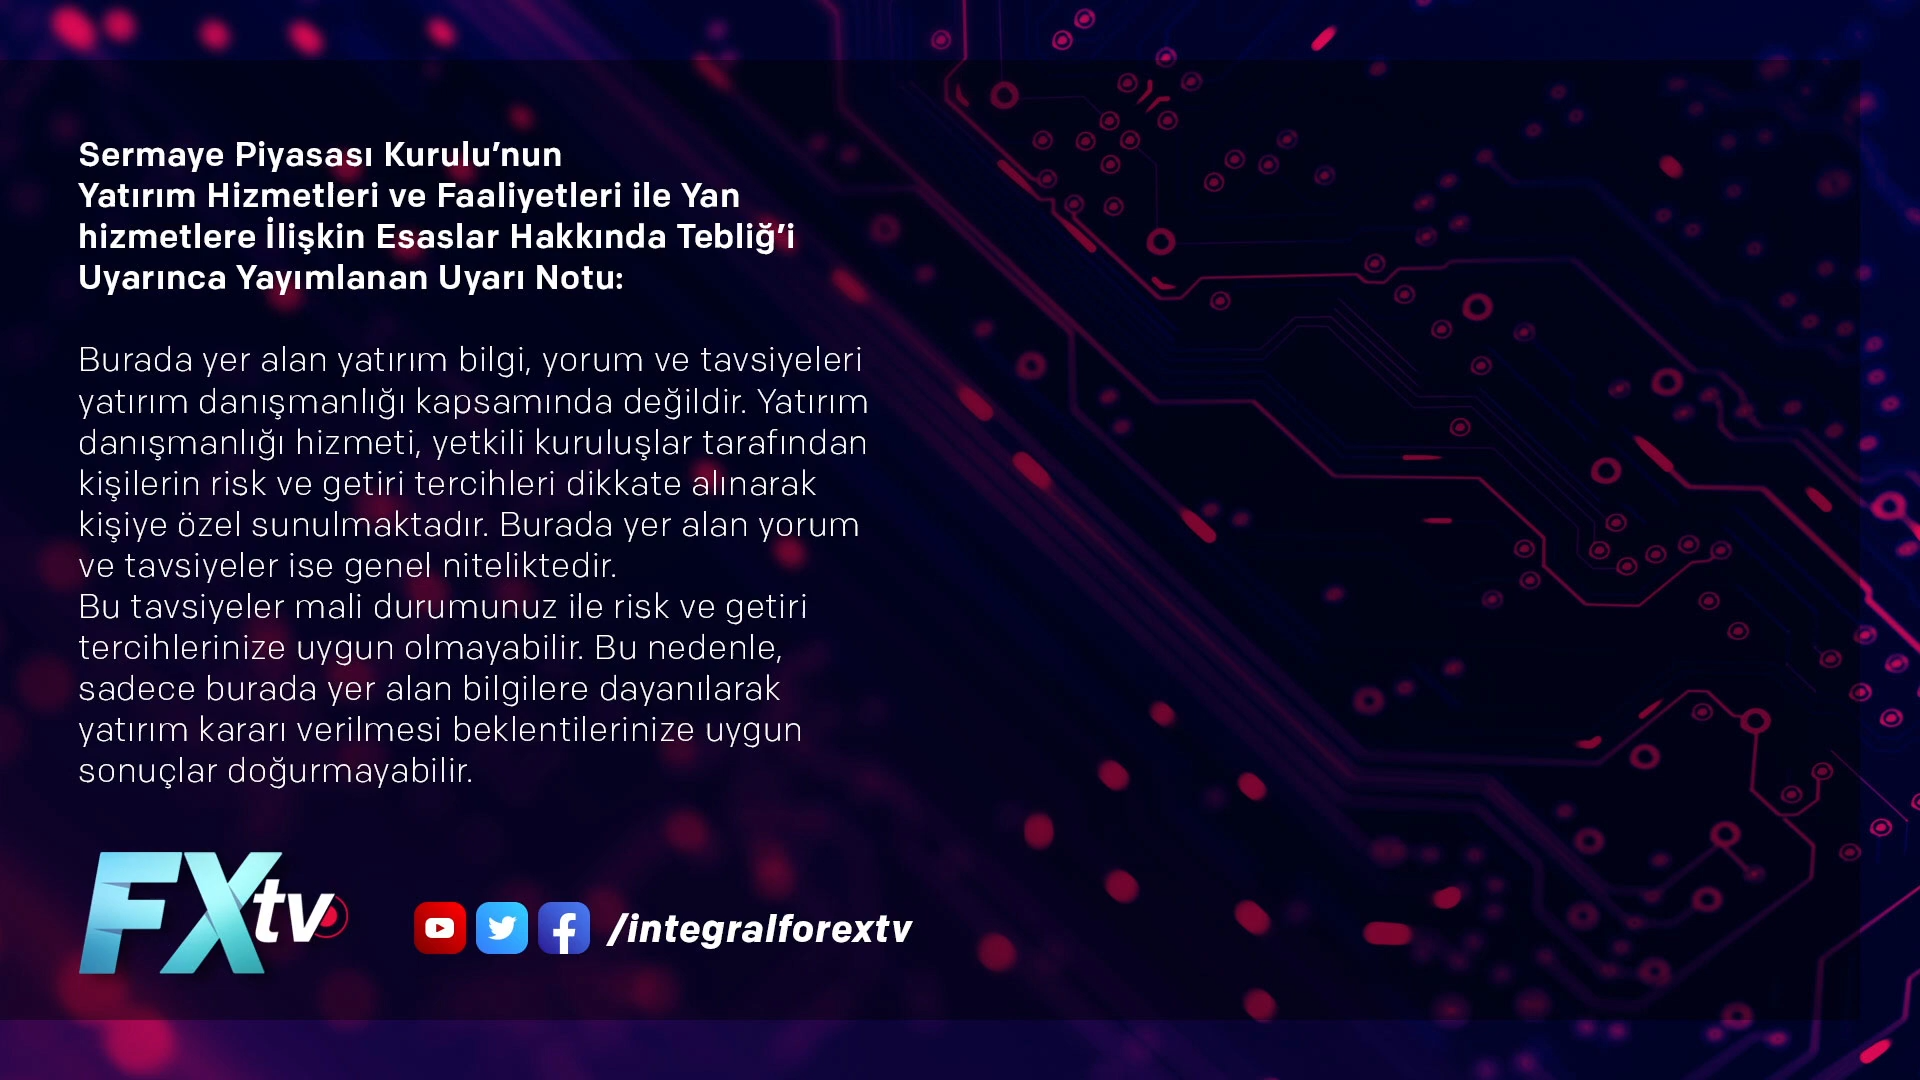 Sermaye Piyasası Kurulu’nun
Yatırım Hizmetleri ve Faaliyetleri ile Yan
hizmetlere İlişkin Esaslar Hakkında Tebliğ’i
Uyarınca Yayımlanan Uyarı Notu:
Burada yer alan yatırım bilgi, yorum ve tavsiyeleri
yatırım danışmanlığı kapsamında değildir. Yatırım
danışmanlığı hizmeti, yetkili kuruluşlar tarafından
kişilerin risk ve getiri tercihleri dikkate alınarak
kişiye özel sunulmaktadır. Burada yer alan yorum
ve tavsiyeler ise genel niteliktedir.
Bu tavsiyeler mali durumunuz ile risk ve getiri
tercihlerinize uygun olmayabilir. Bu nedenle,
sadece burada yer alan bilgilere dayanılarak
yatırım kararı verilmesi beklentilerinize uygun
sonuçlar doğurmayabilir.
FXtv
/integralforextv